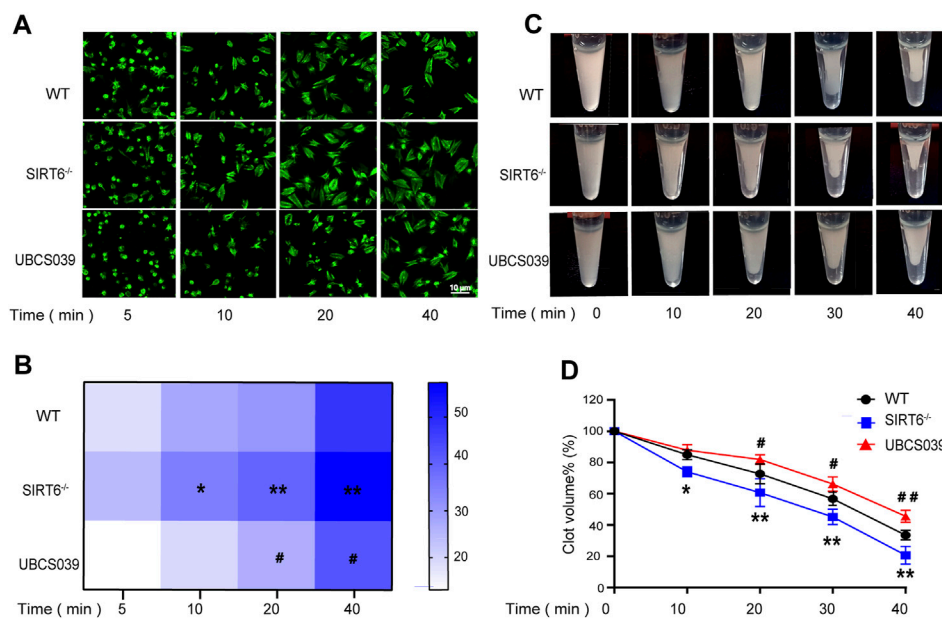 A
WT
SIRT6-/-
UBCS039
10 μm
Time ( min ) 5 10 20 40
C
WT
SIRT6-/-
UBCS039
Time ( min ) 0 10 20 30 40
B
WT
SIRT6-/- * ** **
UBCS039 # #
50
40
30
20
Time ( min ) 5 10 20 40
D
WT
SIRT6-/-
UBCS039
Clot volume% (%)
120
100
80
60
40
20
0
# # ##
* ** ** **
Time ( min ) 0 10 20 30 40